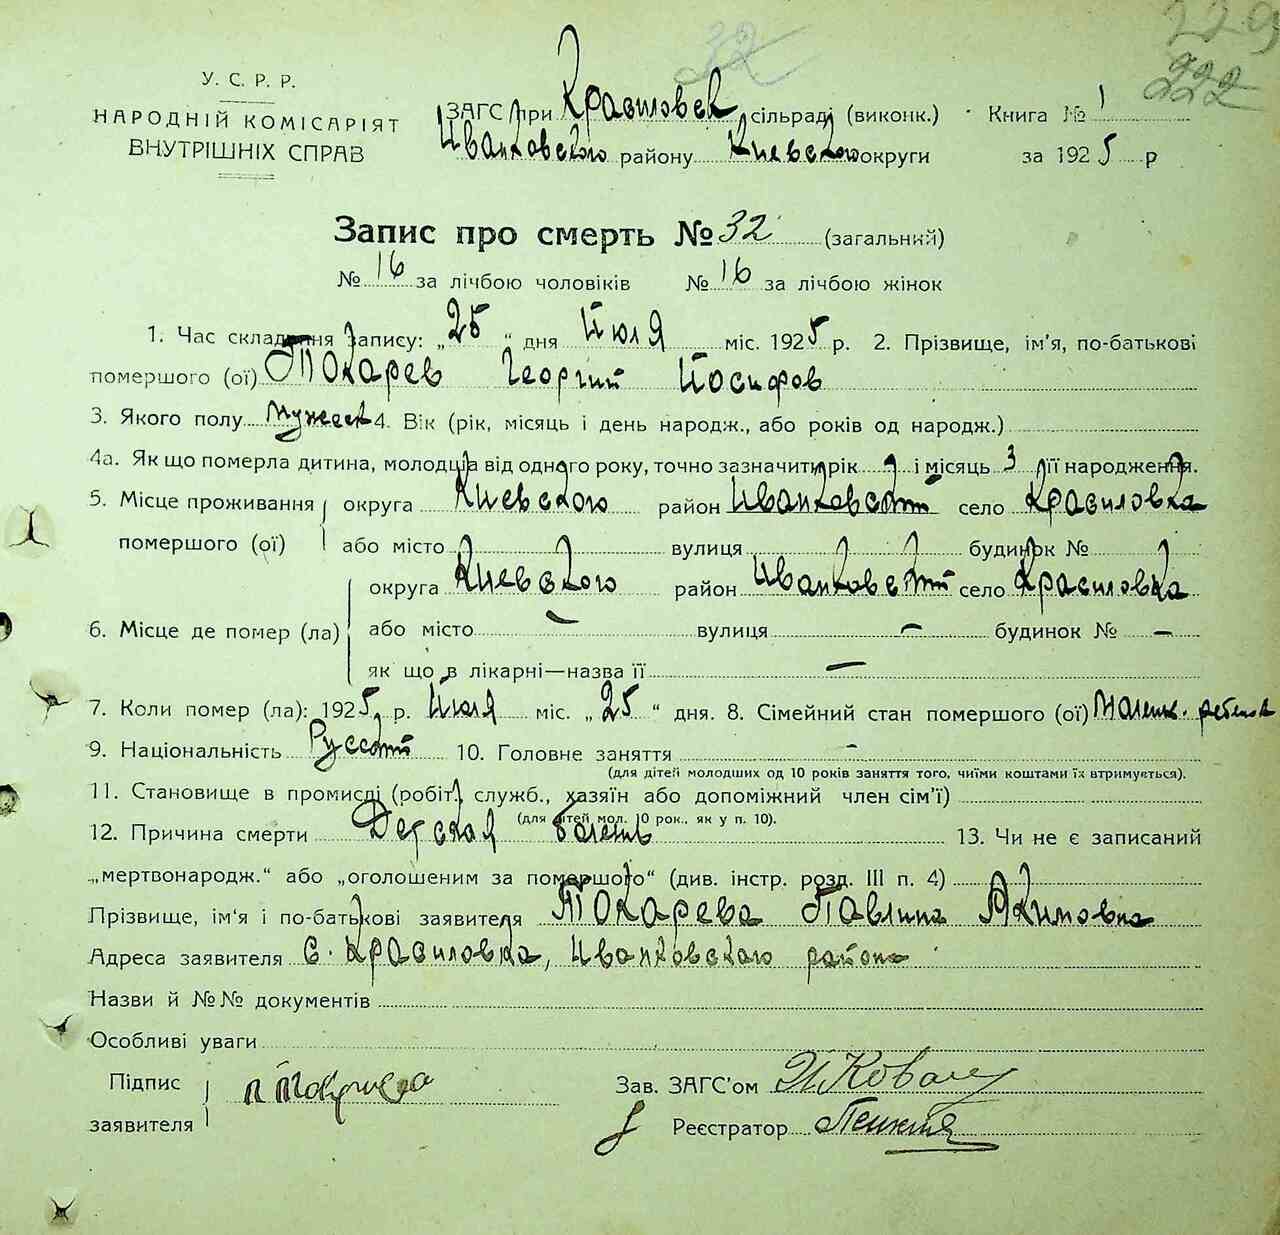 32
229
222
У. С. Р. Р.
НАРОДНІЙ КОМІСАРІЯТ
ВНУТРІШНІХ СПРАВ
ЗАГС при Красиловск сільраді (виконк.) Книга № 1
Иванковского району Киевского округи за 1925 р
Запис про смерть № 32 (загальний)
№ 16 за лічбою чоловіків № 16 за лічбою жінок
1. Час складення запису: „25“ дня Июля міс. 1925 р. 2. Прізвище, ім'я, по-батькові
помершого (ої) Токарев Георгий Иосифов
3. Якого полу мужеск 4. Вік (рік, місяць і день народж., або років од народж.)
4а. Як що померла дитина, молодша від одного року, точно зазначити рік - і місяць 3 її народження.
5. Місце проживання округа Киевского район Иванковский село Красиловка
помершого (ої) або місто - вулиця - будинок № -
округа Киевского район Иванковский село Красиловка
6. Місце де помер (ла) або місто - вулиця - будинок № -
як що в лікарні—назва її -
7. Коли помер (ла): 1925 р. Июля міс. „25“ дня. 8. Сімейний стан помершого (ої) Маленьк. ребенок
9. Національність Русский 10. Головне заняття -
(для дітей молодших од 10 років заняття того, чиїми коштами їх втримується).
11. Становище в промислі (робіт., служб., хазяїн або допоміжний член сім'ї)
(для дітей мол. 10 рок., як у п. 10).
12. Причина смерти Детская болень 13. Чи не є записаний
„мертвонародж.“ або „оголошеним за помершого“ (див. інстр. розд. III п. 4)
Прізвище, ім'я і по-батькові заявителя Токарева Павлина Акимовна
Адреса заявителя с. Красиловка, Иванковского района
Назви й №№ документів
Особливі уваги
Підпис П Токарева Зав. ЗАГС'ом И Ковал
заявителя Реєстратор